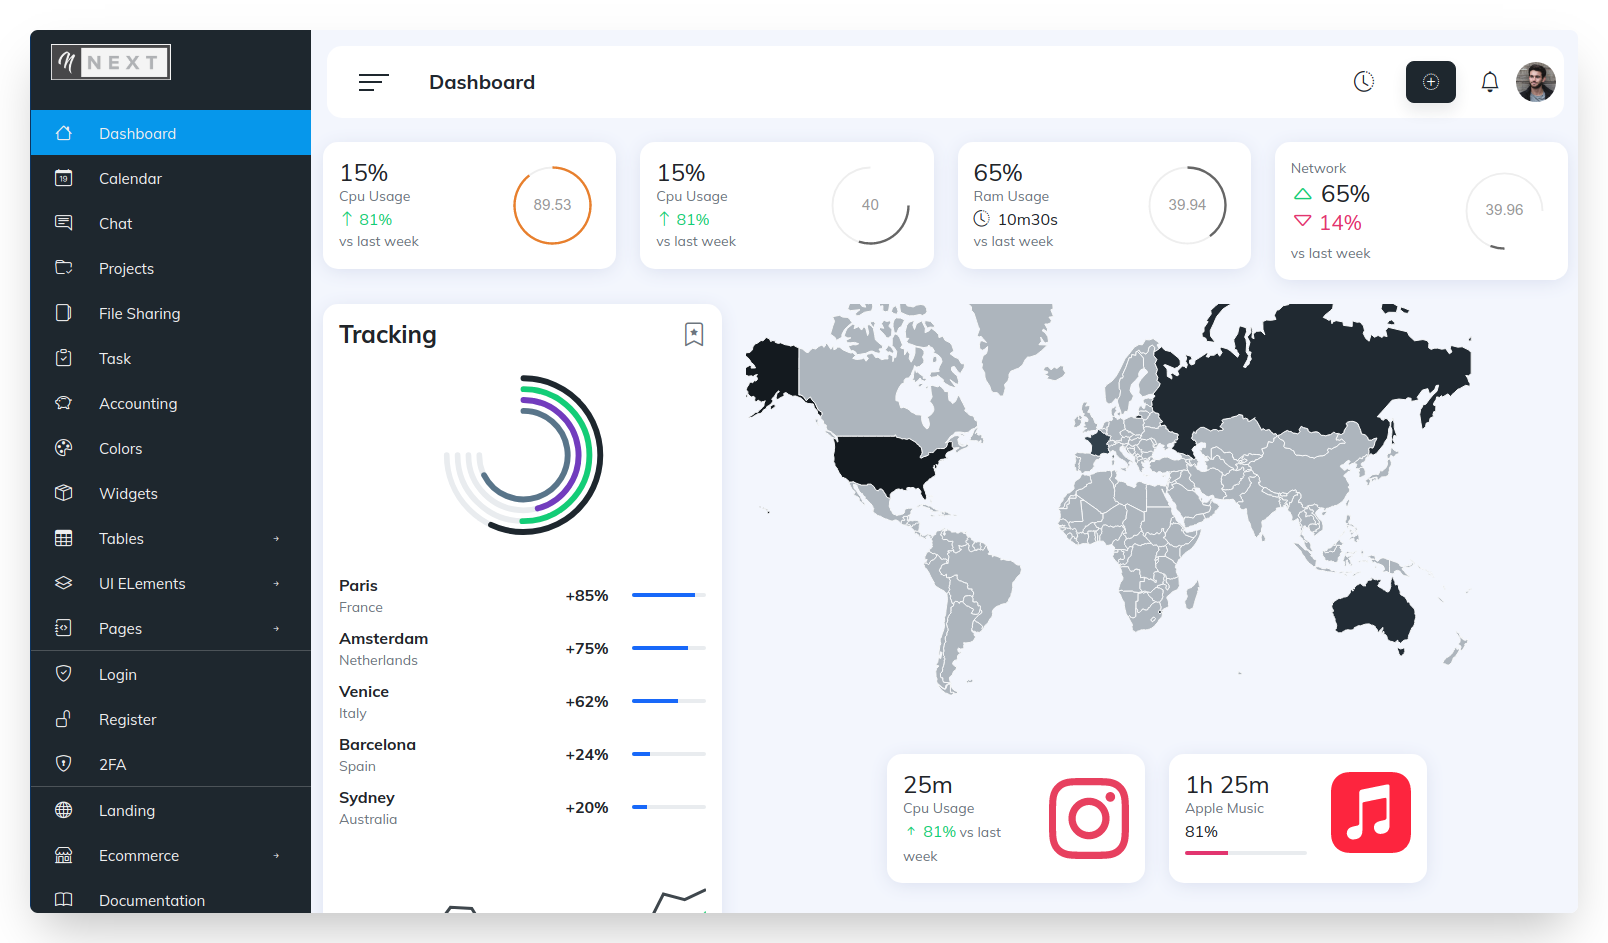 NEXT
Dashboard
Calendar
19
Chat
Projects
File Sharing
Task
Accounting
Colors
Widgets
Tables
UI ELements
Pages
Login
Register
2FA
Landing
Ecommerce
Documentation
Dashboard
15%
Cpu Usage
81%
vs last week
89.53
15%
Cpu Usage
81%
vs last week
40
65%
Ram Usage
10m30s
vs last week
39.94
Network
65%
14%
vs last week
39.96
Tracking
Paris
France
+85%
Amsterdam
Netherlands
+75%
Venice
Italy
+62%
Barcelona
Spain
+24%
Sydney
Australia
+20%
25m
Cpu Usage
81% vs last
week
1h 25m
Apple Music
81%